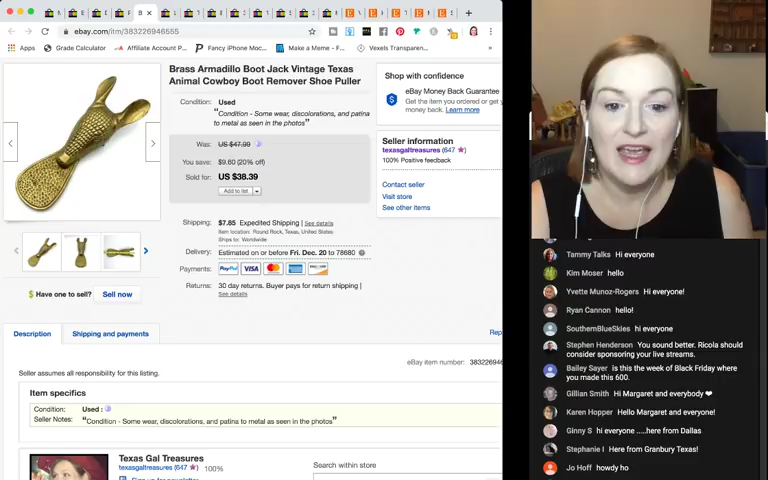 ebay.com/itm/383226946555
Apps
Grade Calculator
Affiliate Account P...
Fancy iPhone Moc...
Make a Meme - F...
Vexels Transparen...
Brass Armadillo Boot Jack Vintage Texas
Animal Cowboy Boot Remover Shoe Puller
Condition: Used
"Condition - Some wear, discolorations, and patina
to metal as seen in the photos"
Was: US $47.99
You save: $9.60 (20% off)
Sold for: US $38.39
Add to list
Shipping: $7.85 Expedited Shipping | See details
Item location: Round Rock, Texas, United States
Ships to: Worldwide
Delivery: Estimated on or before Fri. Dec. 20 to 78680
Payments: PayPal VISA
Returns: 30 day returns. Buyer pays for return shipping |
See details
Shop with confidence
eBay Money Back Guarantee
Get the item you ordered or get y
money back. Learn more
Seller information
texasgaltreasures (647
100% Positive feedback
Contact seller
Visit store
See other items
$ Have one to sell? Sell now
Description
Shipping and payments
Rep
eBay item number: 383226946
Seller assumes all responsibility for this listing.
Item specifics
Condition: Used :
Seller Notes: "Condition - Some wear, discolorations, and patina to metal as seen in the photos"
Texas Gal Treasures
texasgaltreasures (647 ) 100%
Sign up for newsletter
Search within store
Tammy Talks Hi everyone
Kim Moser hello
Yvette Munoz-Rogers Hi everyone!
Ryan Cannon hello!
SouthernBlueSkies hi everyone
Stephen Henderson You sound better. Ricola should
consider sponsoring your live streams.
Bailey Sayer is this the week of Black Friday where
you made this 600.
Gillian Smith Hi Margaret and everybody ❤
Karen Hopper Hello Margaret and everyone!
Ginny S hi everyone .....here from Dallas
Stephanie I Here from Granbury Texas!
Jo Hoff howdy ho